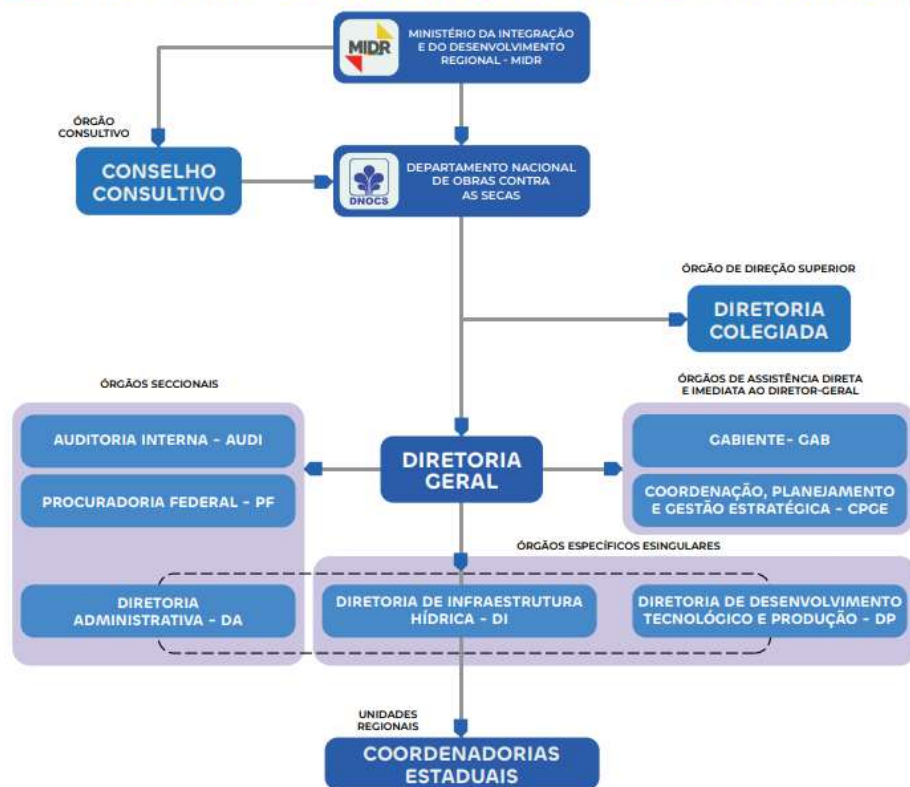 MIDR
MINISTÉRIO DA INTEGRAÇÃO
E DO DESENVOLVIMENTO
REGIONAL - MIDR
ÓRGÃO
CONSULTIVO
CONSELHO
CONSULTIVO
DNOCS
DEPARTAMENTO NACIONAL
DE OBRAS CONTRA
AS SECAS
ÓRGÃO DE DIREÇÃO SUPERIOR
DIRETORIA
COLEGIADA
ÓRGÃOS SECCIONAIS
AUDITORIA INTERNA - AUDI
PROCURADORIA FEDERAL - PF
DIRETORIA
GERAL
ÓRGÃOS DE ASSISTÊNCIA DIRETA
E IMEDIATA AO DIRETOR-GERAL
GABIENTE- GAB
COORDENAÇÃO, PLANEJAMENTO
E GESTÃO ESTRATÉGICA - CPGE
ÓRGÃOS ESPECÍFICOS ESINGULARES
DIRETORIA
ADMINISTRATIVA - DA
DIRETORIA DE INFRAESTRUTURA
HÍDRICA - DI
DIRETORIA DE DESENVOLVIMENTO
TECNOLÓGICO E PRODUÇÃO - DP
UNIDADES
REGIONAIS
COORDENADORIAS
ESTADUAIS